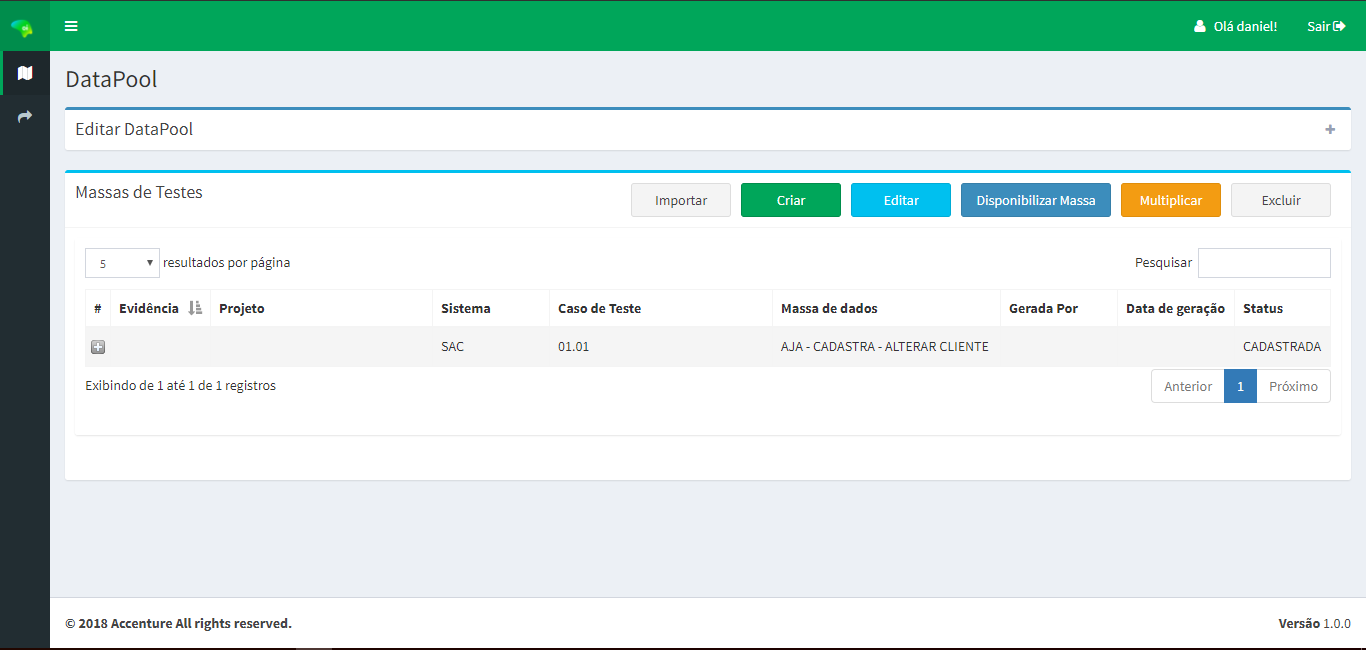 Olá daniel! Sair
DataPool
Editar DataPool
Massas de Testes Importar Criar Editar Disponibilizar Massa Multiplicar Excluir
5 resultados por página Pesquisar
# Evidência Projeto Sistema Caso de Teste Massa de dados Gerada Por Data de geração Status
SAC 01.01 AJA - CADASTRA - ALTERAR CLIENTE CADASTRADA
Exibindo de 1 até 1 de 1 registros Anterior 1 Próximo
© 2018 Accenture All rights reserved. Versão 1.0.0